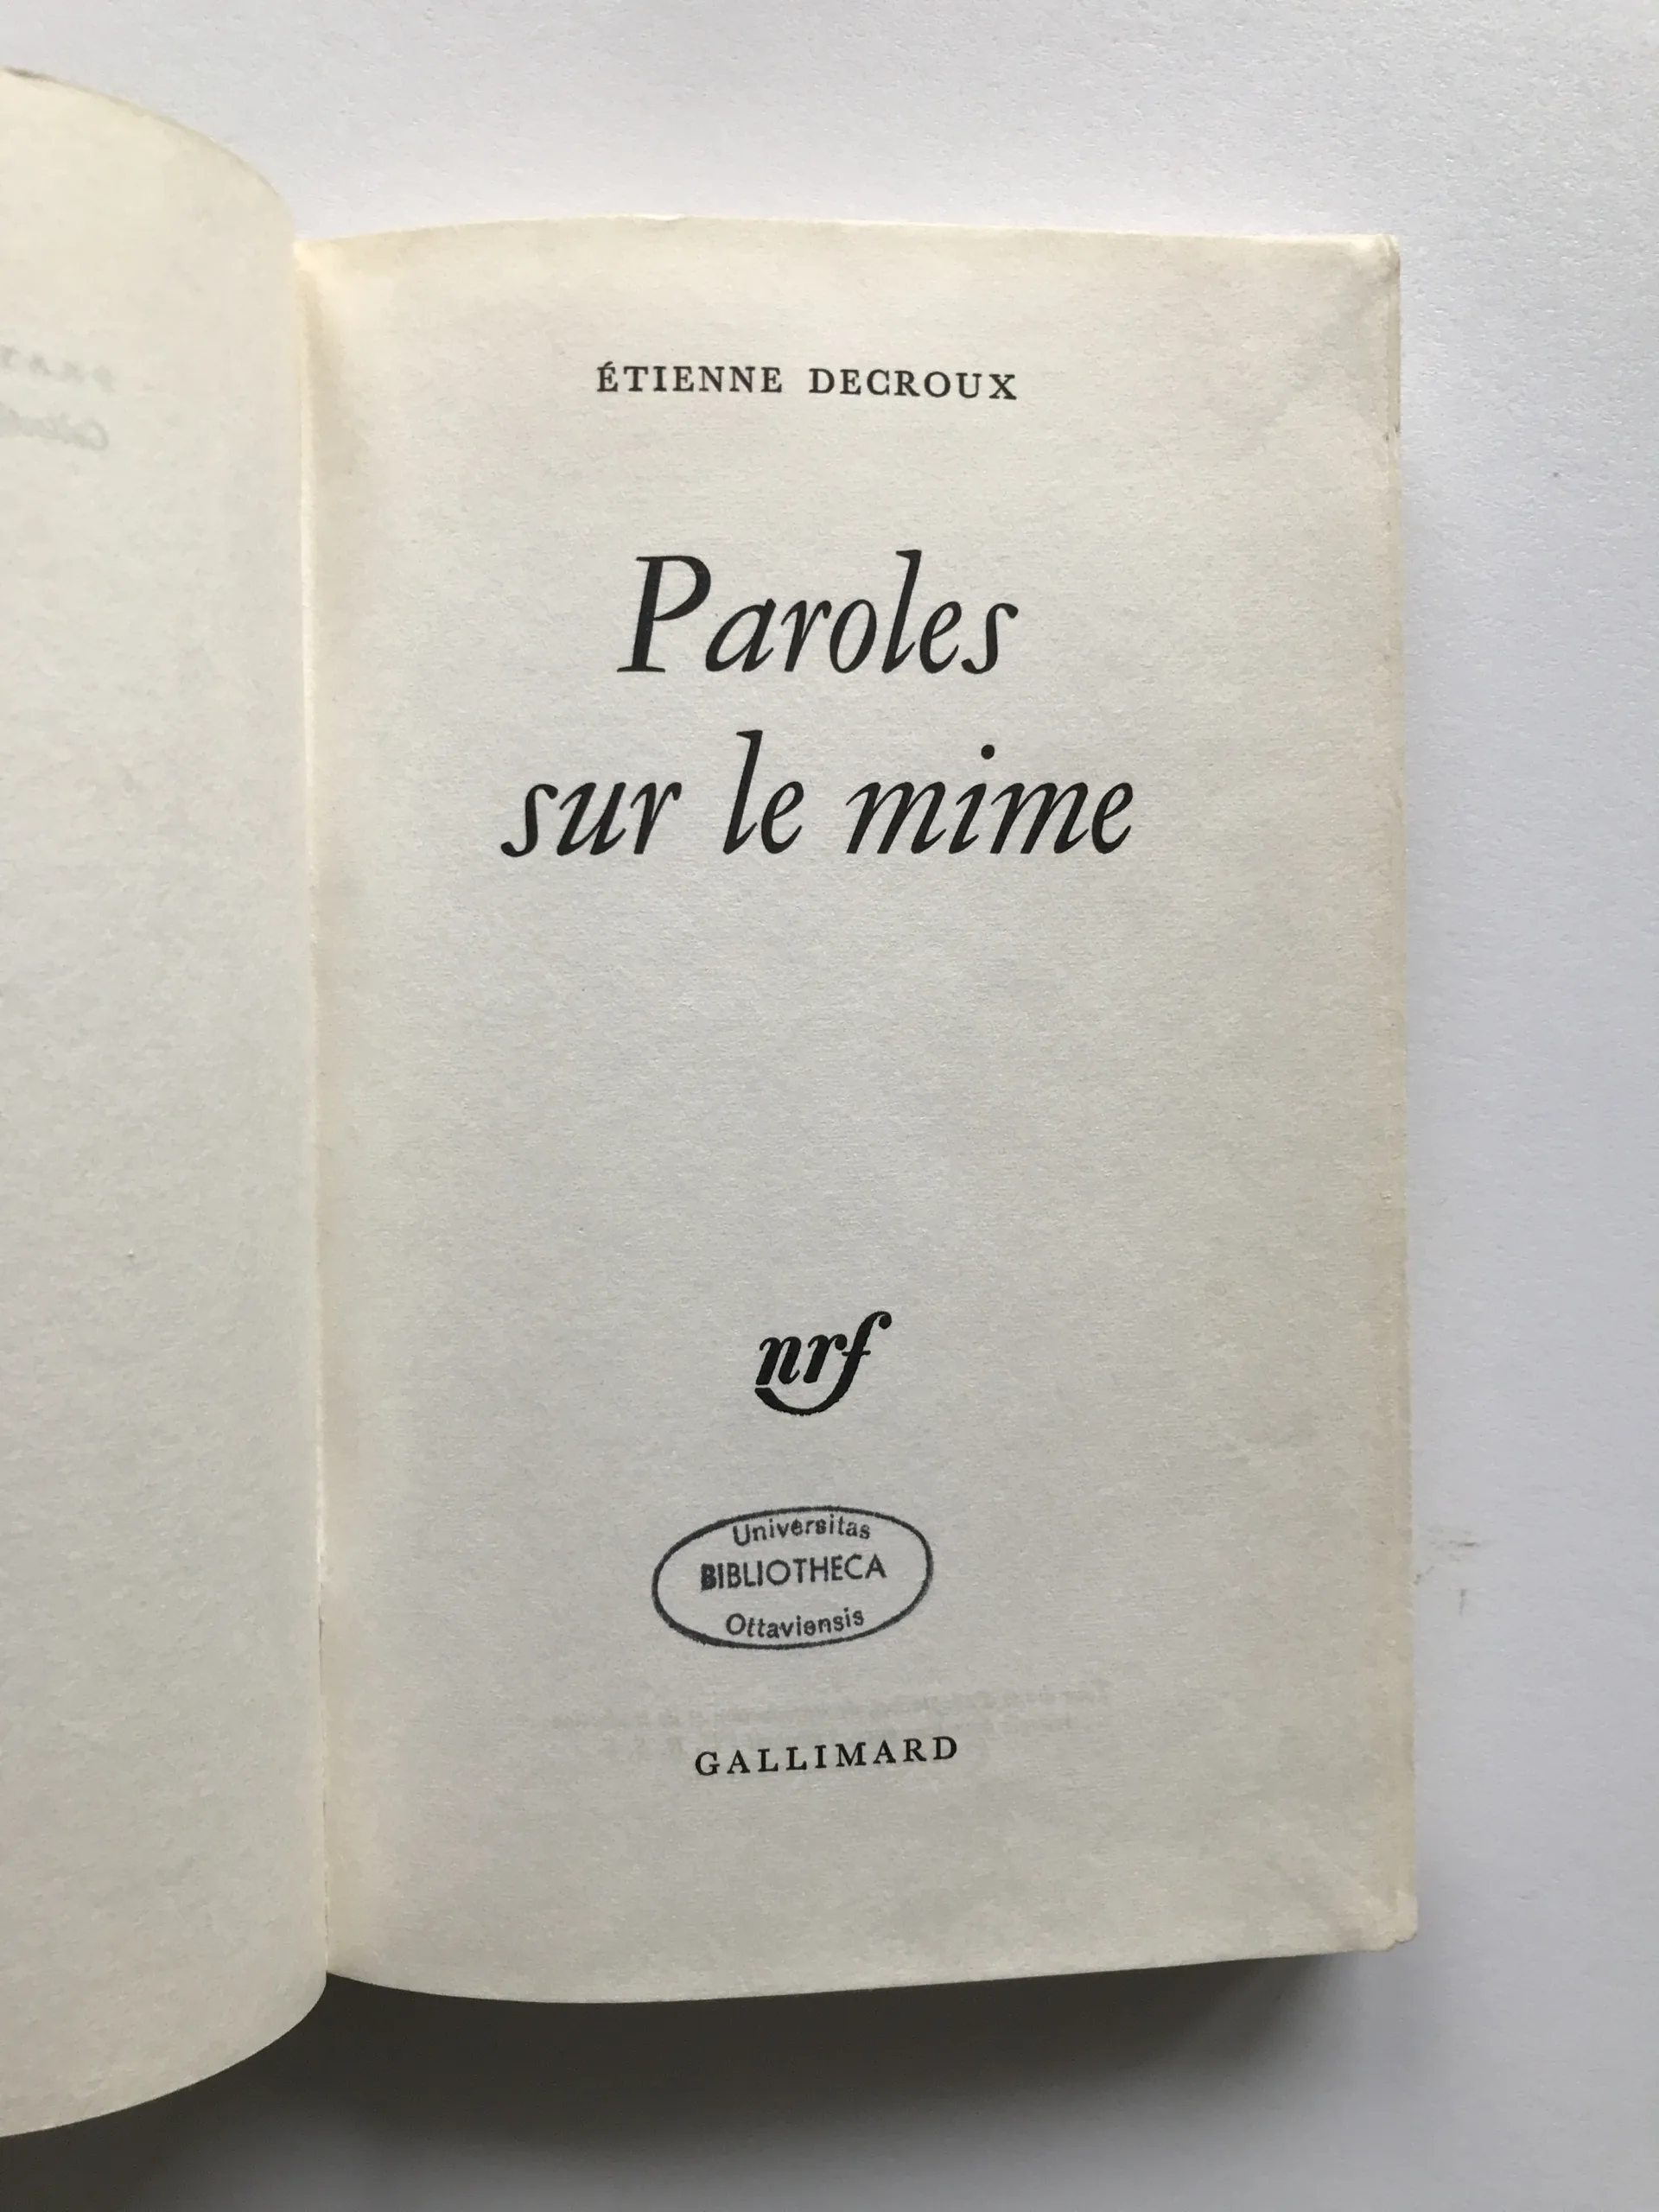 ÉTIENNE DECROUX
Paroles
sur le mime
nrf
Universitas
BIBLIOTHECA
Ottaviensis
GALLIMARD